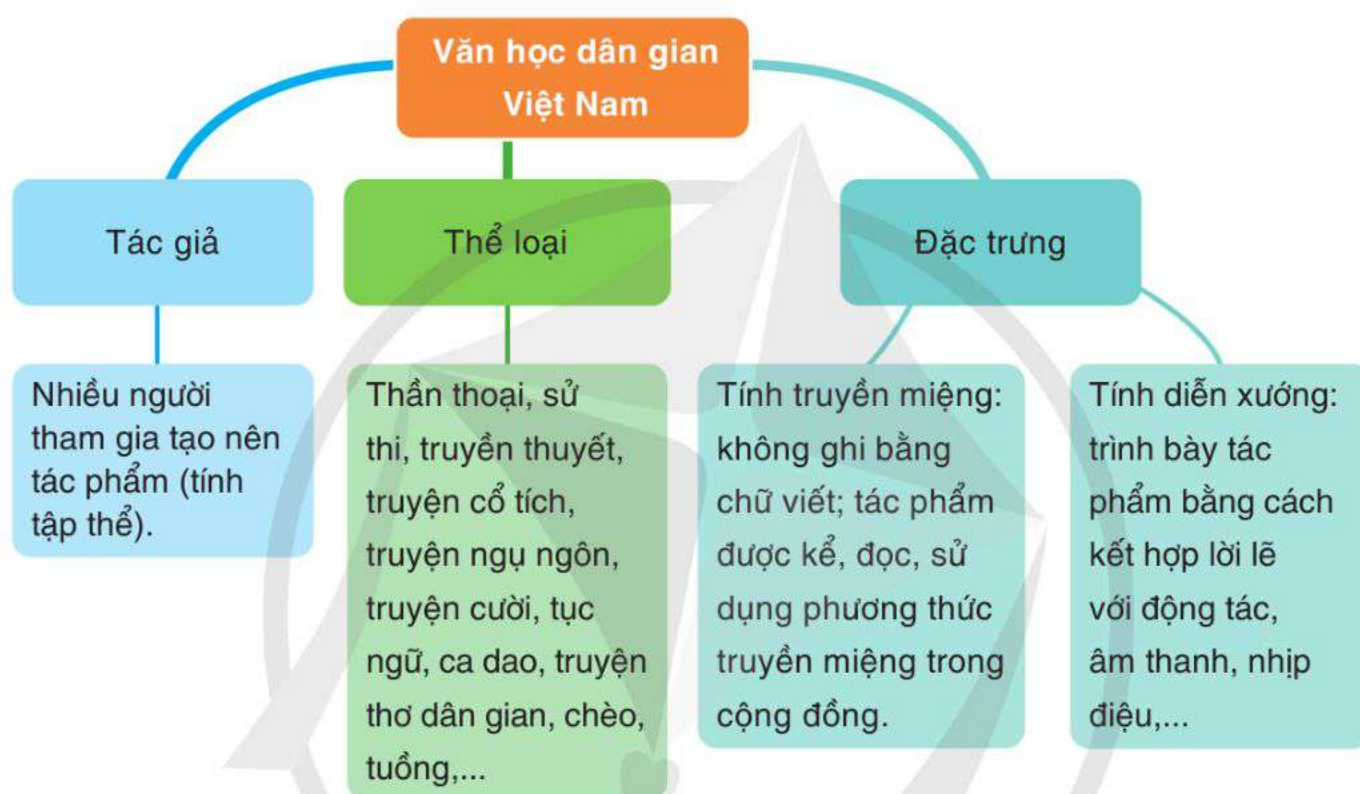 Văn học dân gian
Việt Nam
Tác giả
Thể loại
Đặc trưng
Nhiều người
tham gia tạo nên
tác phẩm (tính
tập thể).
Thần thoại, sử
thi, truyền thuyết,
truyện cổ tích,
truyện ngụ ngôn,
truyện cười, tục
ngữ, ca dao, truyện
thơ dân gian, chèo,
tuồng,...
Tính truyền miệng:
không ghi bằng
chữ viết; tác phẩm
được kể, đọc, sử
dụng phương thức
truyền miệng trong
cộng đồng.
Tính diễn xướng:
trình bày tác
phẩm bằng cách
kết hợp lời lẽ
với động tác,
âm thanh, nhịp
điệu,...